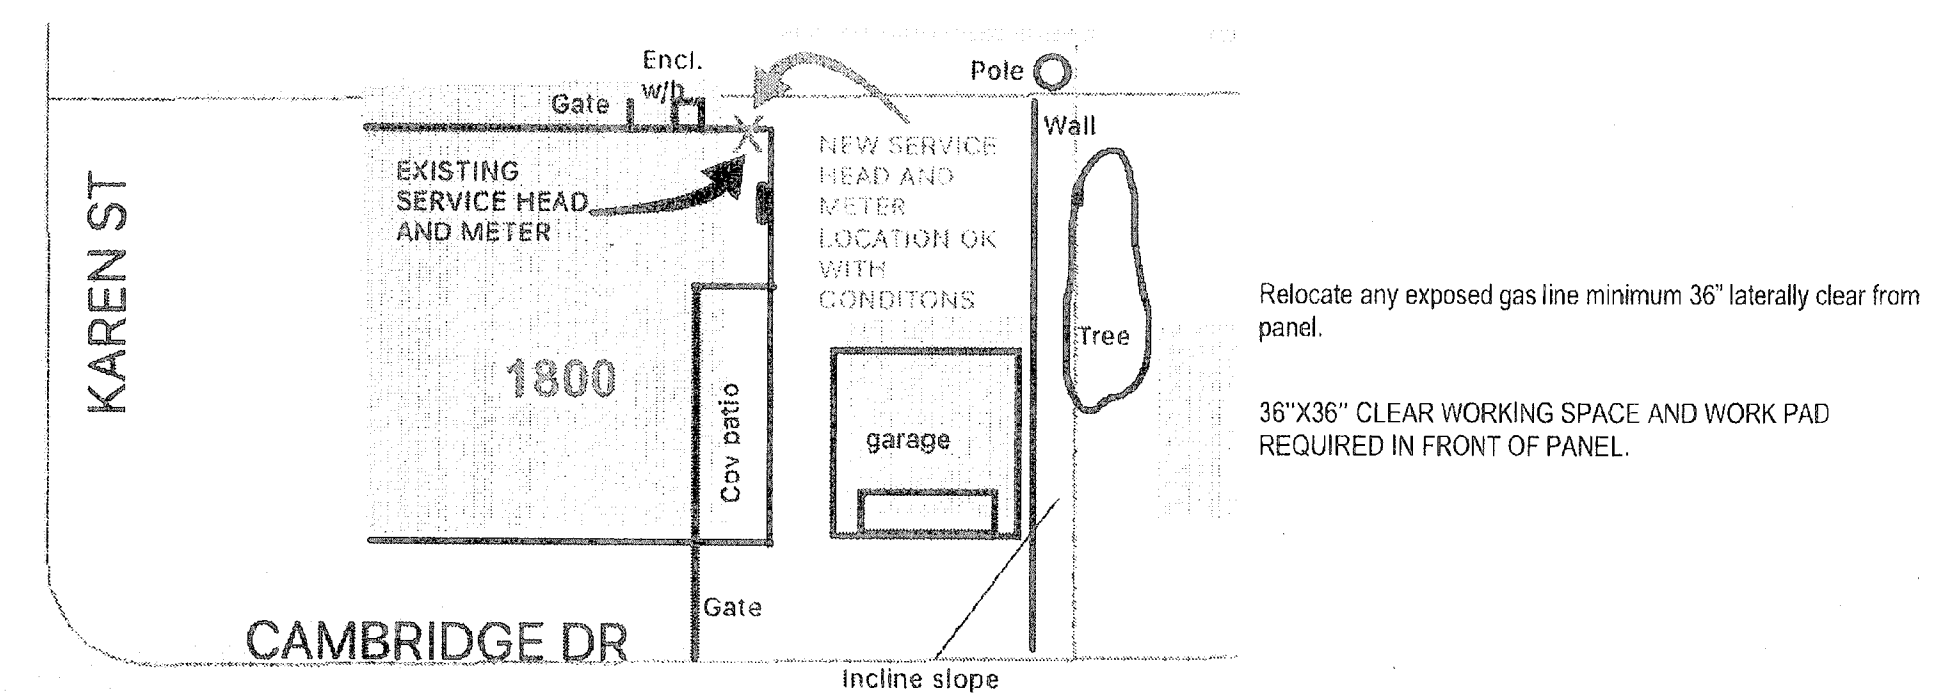 Encl.
w/h
Gate
Pole
Wall
EXISTING
SERVICE HEAD
AND METER
NEW SERVICE
HEAD AND
METER
LOCATION OK
WITH
CONDITONS
KAREN ST
Tree
1800
Cov patio
garage
Gate
CAMBRIDGE DR
Incline slope
Relocate any exposed gas line minimum 36" laterally clear from
panel.
36"X36" CLEAR WORKING SPACE AND WORK PAD
REQUIRED IN FRONT OF PANEL.